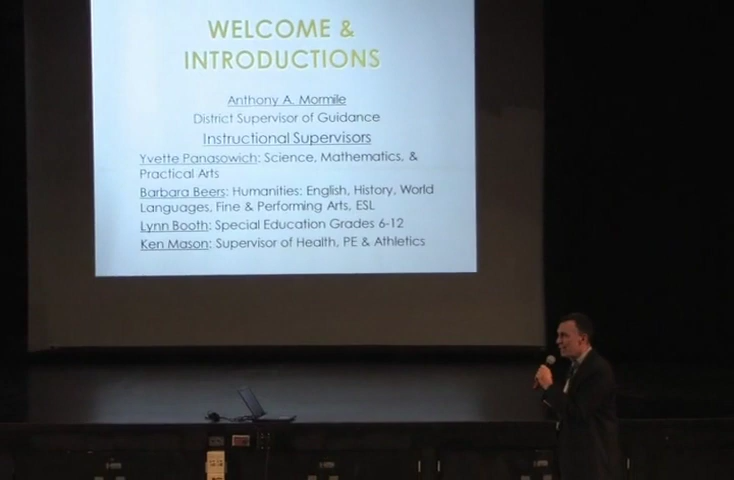 WELCOME &
INTRODUCTIONS
Anthony A. Mormile
District Supervisor of Guidance
Instructional Supervisors
Yvette Panasowich: Science, Mathematics, &
Practical Arts
Barbara Beers: Humanities: English, History, World
Languages, Fine & Performing Arts, ESL
Lynn Booth: Special Education Grades 6-12
Ken Mason: Supervisor of Health, PE & Athletics